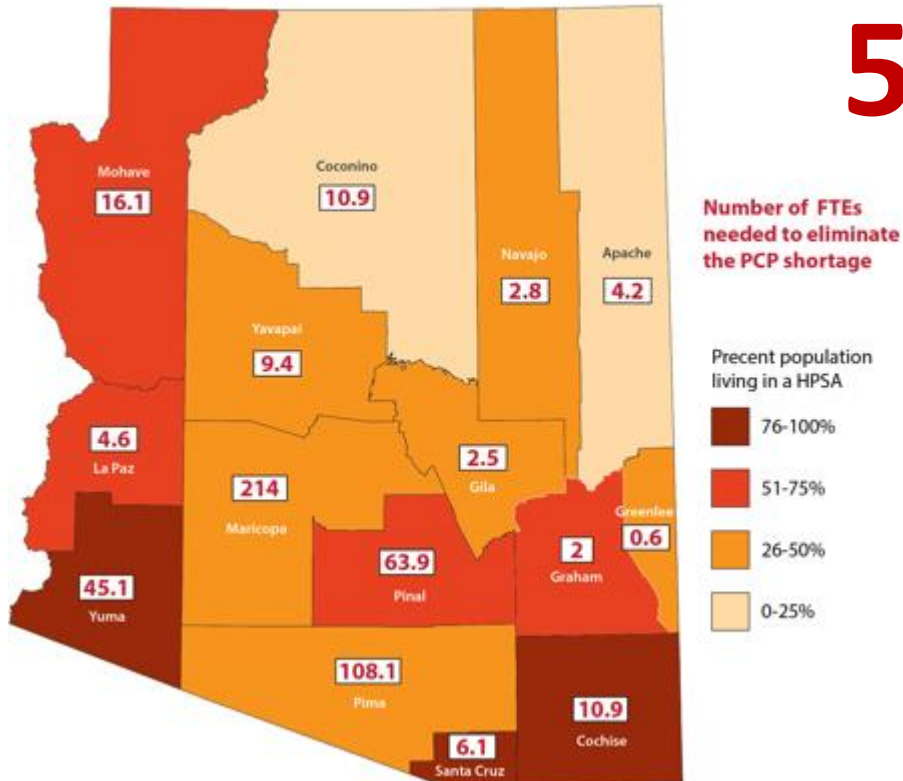 5
Mohave
16.1
Coconino
10.9
Navajo
2.8
Apache
4.2
Number of FTEs
needed to eliminate
the PCP shortage
Yavapai
9.4
Precent population
living in a HPSA
76-100%
51-75%
26-50%
0-25%
4.6
La Paz
214
Maricopa
2.5
Gila
Greenlee
0.6
63.9
Pinal
2
Graham
45.1
Yuma
108.1
Pima
10.9
Cochise
6.1
Santa Cruz